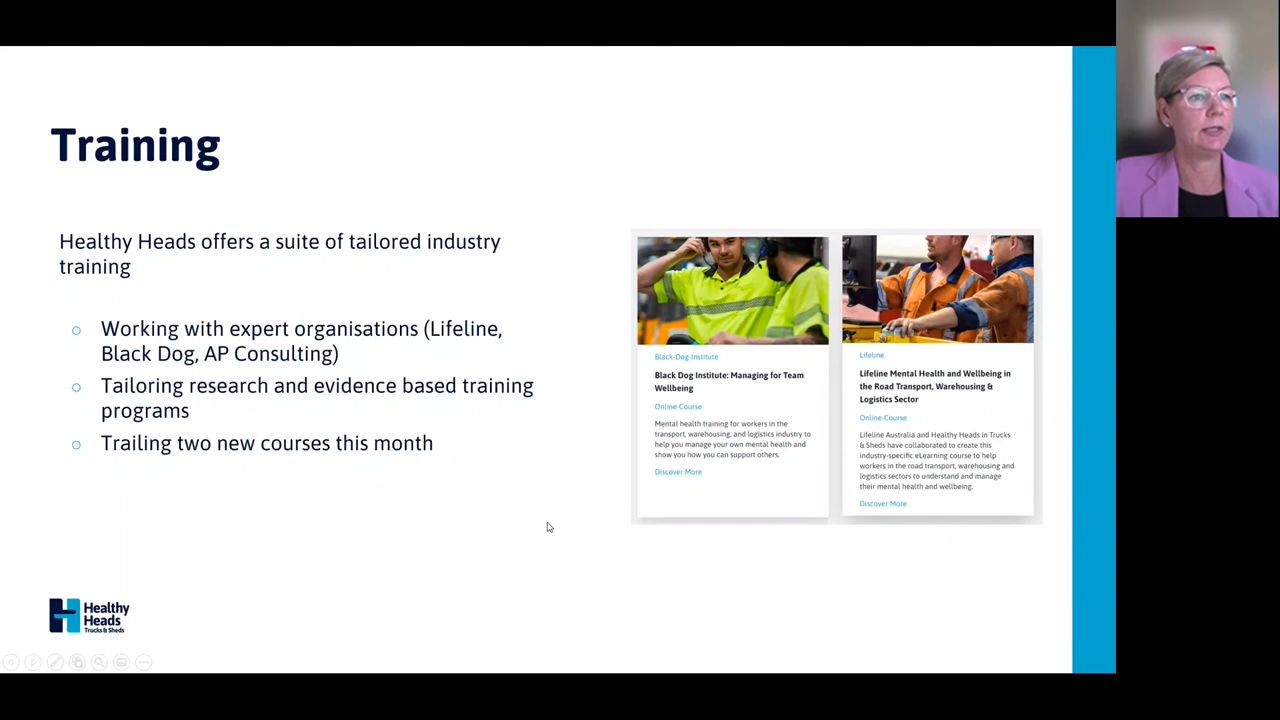 Training
Healthy Heads offers a suite of tailored industry
training
Working with expert organisations (Lifeline,
Black Dog, AP Consulting)
Tailoring research and evidence based training
programs
Trailing two new courses this month
Black-Dog-Institute
Black Dog Institute: Managing for Team
Wellbeing
Online-Course
Mental health training for workers in the
transport, warehousing, and logistics industry to
help you manage your own mental health and
show you how you can support others.
Discover More
Lifeline
Lifeline Mental Health and Wellbeing in
the Road Transport, Warehousing &
Logistics Sector
Online-Course
Lifeline Australia and Healthy Heads in Trucks
& Sheds have collaborated to create this
industry-specific eLearning course to help
workers in the road transport, warehousing and
logistics sectors to understand and manage
their mental health and wellbeing.
Discover More
Healthy
Heads
Trucks & Sheds